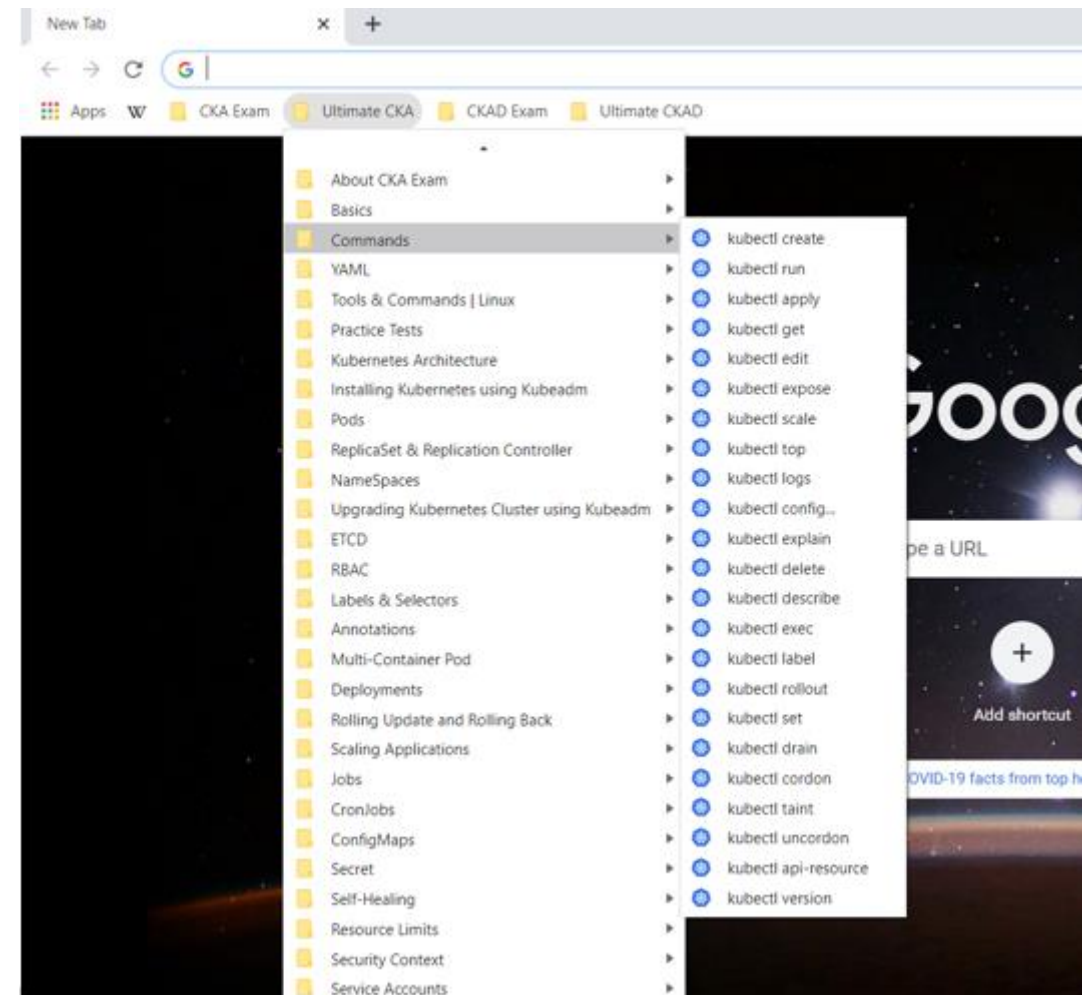 New Tab
Apps W CKA Exam Ultimate CKA CKAD Exam Ultimate CKAD
About CKA Exam
Basics
Commands
YAML
Tools & Commands | Linux
Practice Tests
Kubernetes Architecture
Installing Kubernetes using Kubeadm
Pods
ReplicaSet & Replication Controller
NameSpaces
Upgrading Kubernetes Cluster using Kubeadm
ETCD
RBAC
Labels & Selectors
Annotations
Multi-Container Pod
Deployments
Rolling Update and Rolling Back
Scaling Applications
Jobs
CronJobs
ConfigMaps
Secret
Self-Healing
Resource Limits
Security Context
Service Accounts
kubectl create
kubectl run
kubectl apply
kubectl get
kubectl edit
kubectl expose
kubectl scale
kubectl top
kubectl logs
kubectl config...
kubectl explain
kubectl delete
kubectl describe
kubectl exec
kubectl label
kubectl rollout
kubectl set
kubectl drain
kubectl cordon
kubectl taint
kubectl uncordon
kubectl api-resource
kubectl version
Goog
pe a URL
Add shortcut
OVID-19 facts from top h